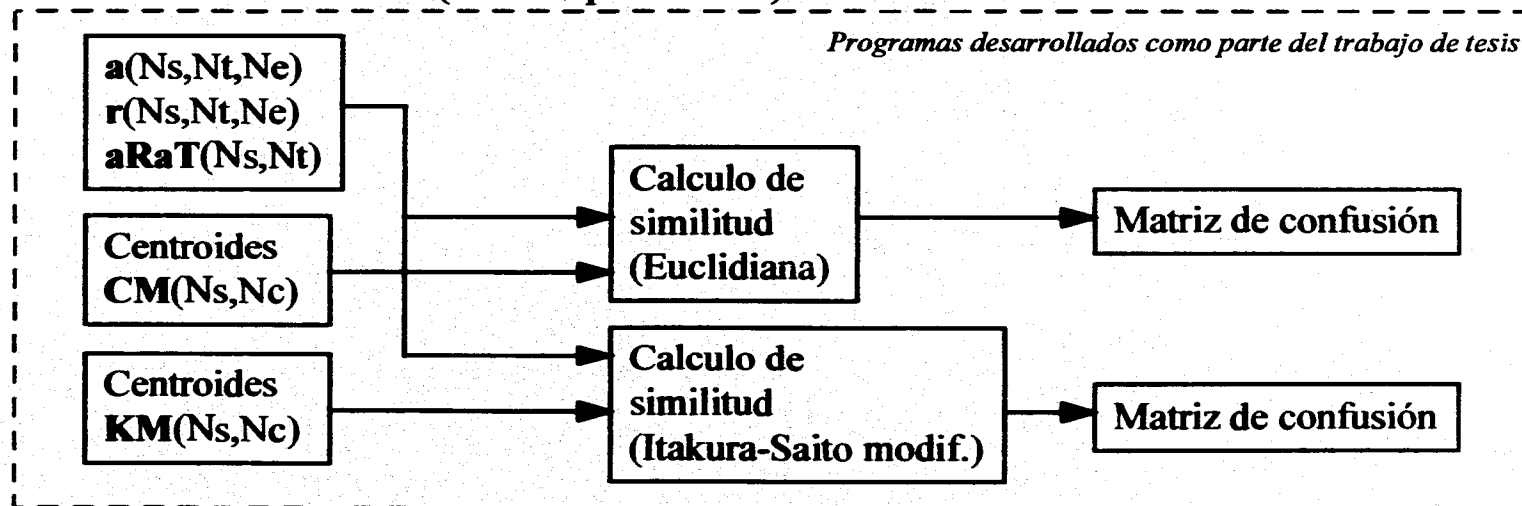 Programas desarrollados como parte del trabajo de tesis
a(Ns,Nt,Ne)
r(Ns,Nt,Ne)
aRaT(Ns,Nt)
Centroides
CM(Ns,Nc)
Centroides
KM(Ns,Nc)
Calculo de
similitud
(Euclidiana)
Calculo de
similitud
(Itakura-Saito modif.)
Matriz de confusión
Matriz de confusión